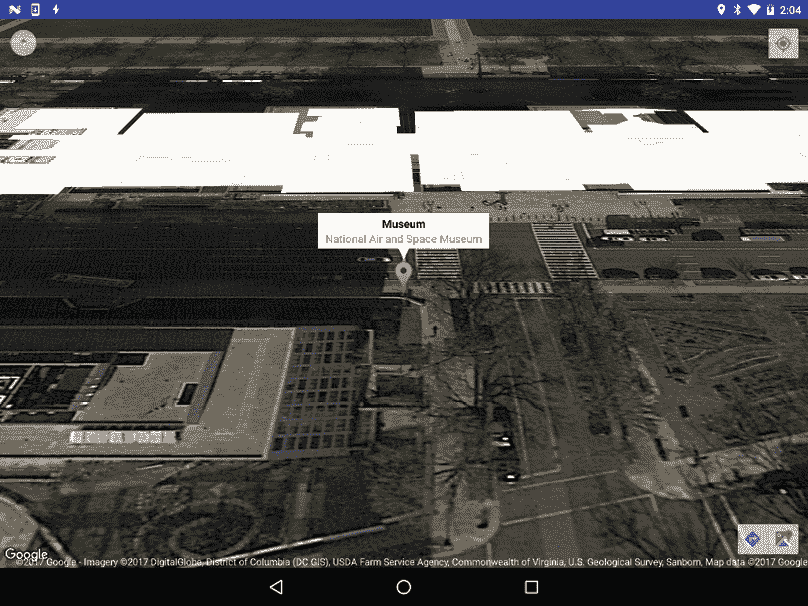 2:04
Museum
National Air and Space Museum
Google
©2017 Google - Imagery ©2017 DigitalGlobe, District of Columbia (DC GIS), USDA Farm Service Agency, Commonwealth of Virginia, U.S. Geological Survey, Sanborn, Map data ©2017 Google